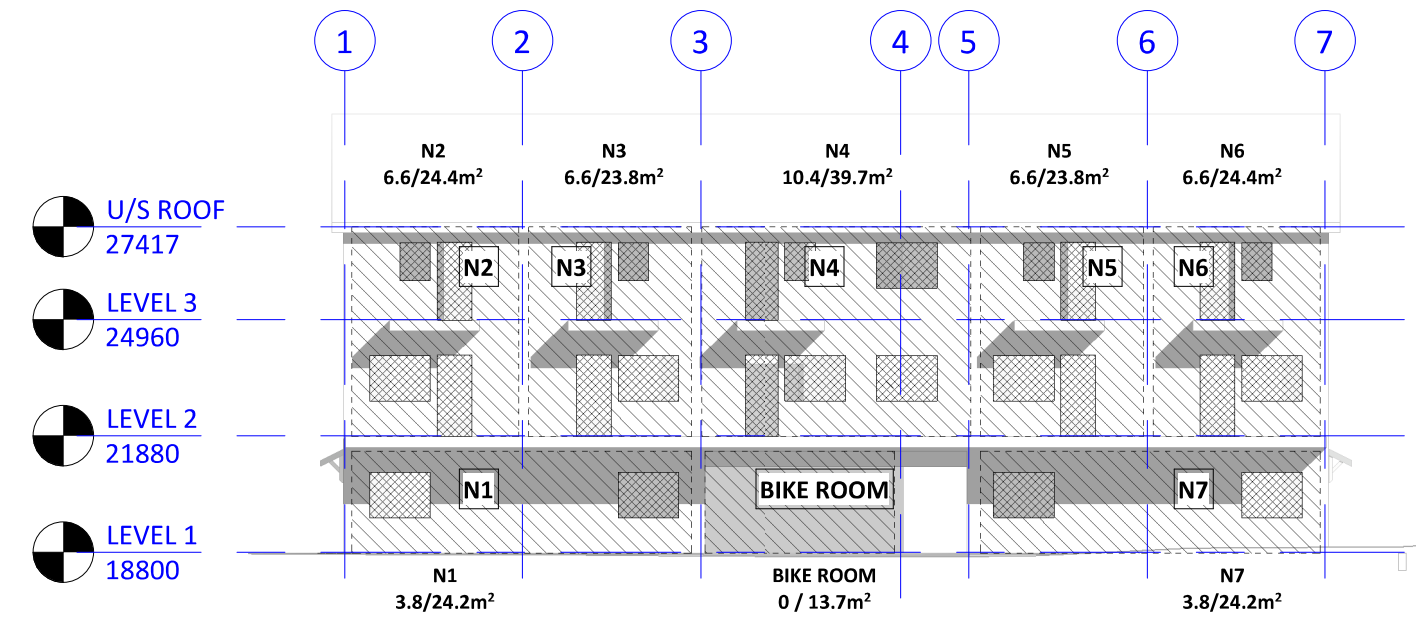 1 2 3 4 5 6 7
N2 N3 N4 N5 N6
6.6/24.4m² 6.6/23.8m² 10.4/39.7m² 6.6/23.8m² 6.6/24.4m²
U/S ROOF
27417
N2 N3 N4 N5 N6
LEVEL 3
24960
LEVEL 2
21880
N1 BIKE ROOM N7
LEVEL 1
18800
N1 BIKE ROOM N7
3.8/24.2m² 0 / 13.7m² 3.8/24.2m²